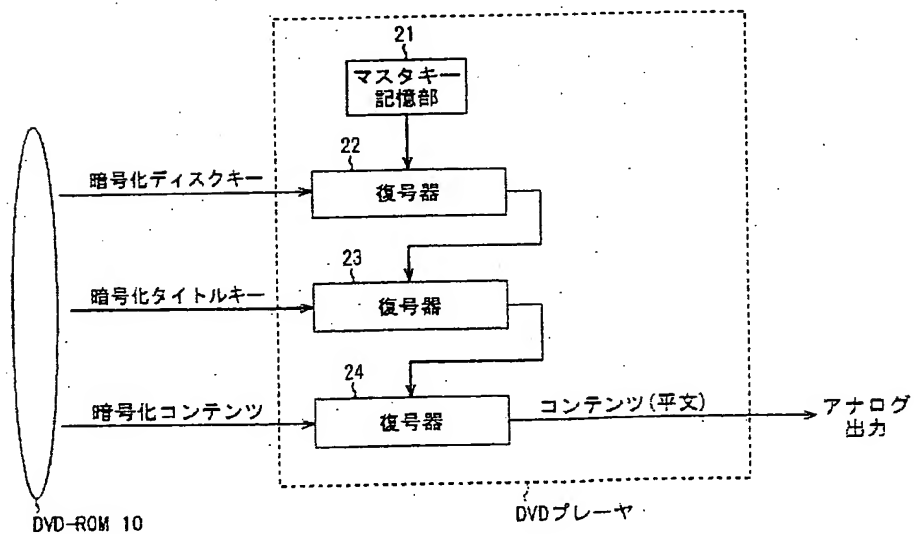 21
マスタキー
記憶部
22
暗号化ディスクキー
復号器
23
暗号化タイトルキー
復号器
24
暗号化コンテンツ
復号器
コンテンツ(平文)
アナログ
出力
DVDプレーヤ
DVD-ROM 10